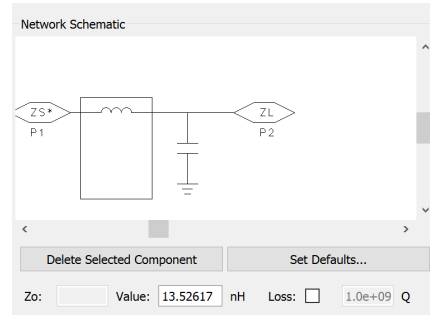 Network Schematic
ZS* ZL
P1 P2
Delete Selected Component Set Defaults...
Zo: Value: 13.52617 nH Loss: 1.0e+09 Q